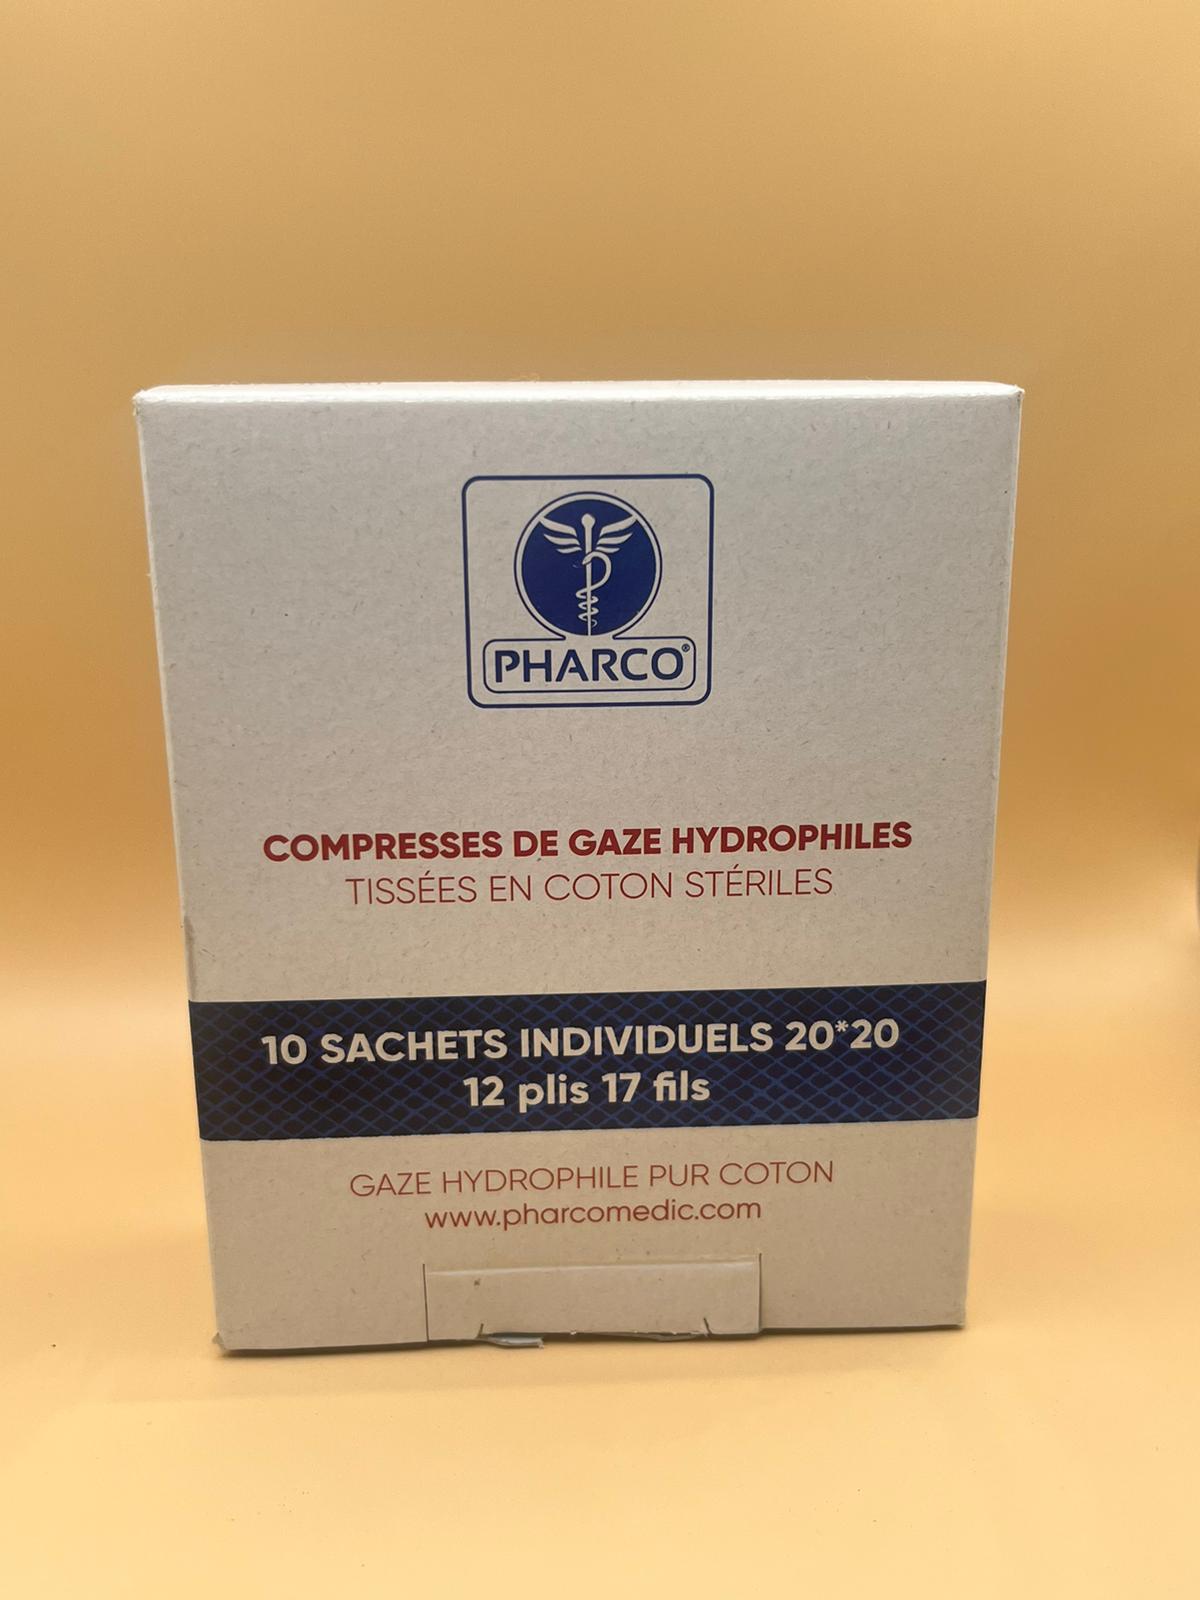 PHARCO®
COMPRESSES DE GAZE HYDROPHILES
TISSÉES EN COTON STÉRILES
10 SACHETS INDIVIDUELS 20*20
12 plis 17 fils
GAZE HYDROPHILE PUR COTON
www.pharcomedic.com